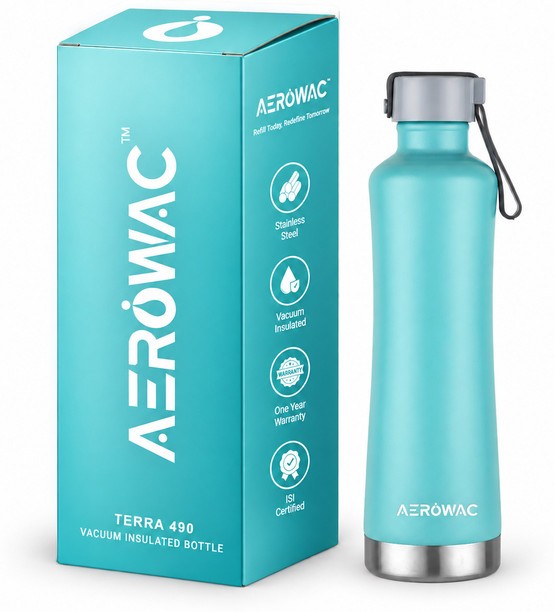 AEROWAC™
TERRA 490
VACUUM INSULATED BOTTLE
AEROWAC™
Refill Today, Redefine Tomorrow
Stainless
Steel
Vacuum
Insulated
WARRANTY
One Year
Warranty
ISI
Certified
AEROWAC